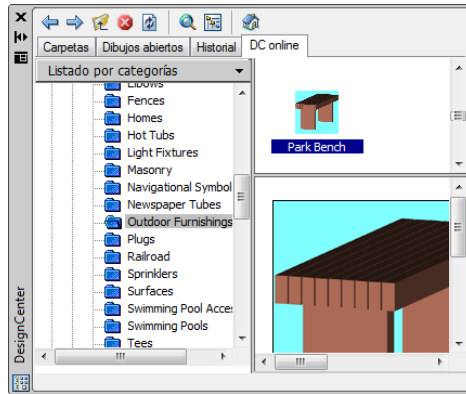 Carpetas
Dibujos abiertos
Historial
DC online
Listado por categorías
Elbows
Fences
Homes
Hot Tubs
Light Fixtures
Masonry
Navigational Symbol
Newspaper Tubes
Outdoor Furnishings
Plugs
Railroad
Sprinklers
Surfaces
Swimming Pool Acces
Swimming Pools
Tees
Park Bench
DesignCenter